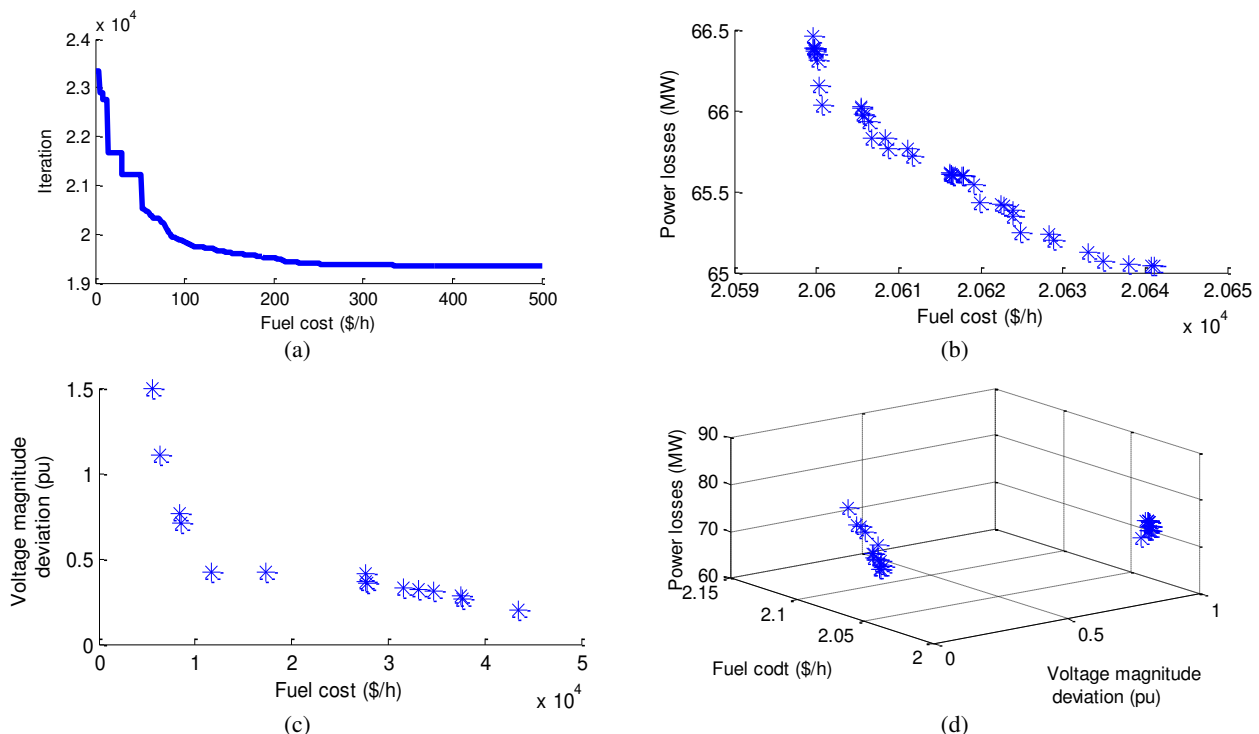 x 10^4
2.4
2.3
2.2
2.1
2
1.9
Iteration
0 100 200 300 400 500
Fuel cost ($/h)
(a)
66.5
66
65.5
65
Power losses (MW)
2.059 2.06 2.061 2.062 2.063 2.064 2.065
Fuel cost ($/h)
x 10^4
(b)
1.5
1
0.5
0
Voltage magnitude
deviation (pu)
0 1 2 3 4 5
Fuel cost ($/h)
x 10^4
(c)
90
80
70
60
Power losses (MW)
2.15
2.1
2.05
2
Fuel codt ($/h)
0
0.5
1
Voltage magnitude
deviation (pu)
(d)